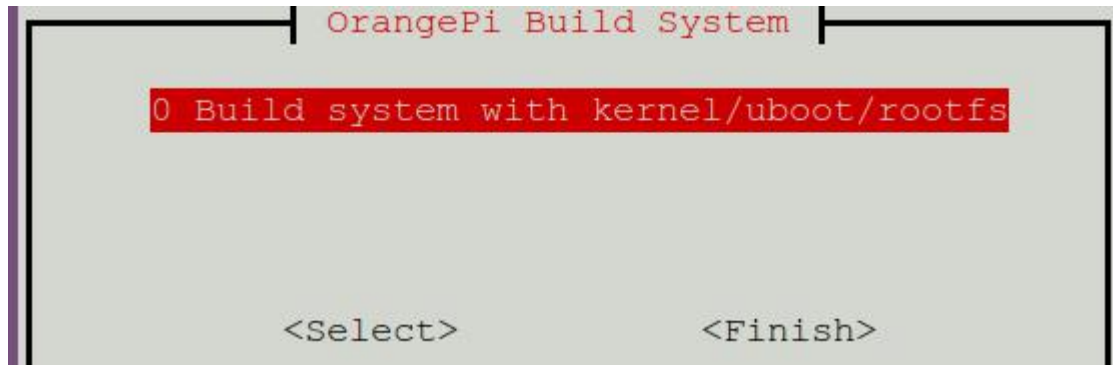 OrangePi Build System
0 Build system with kernel/uboot/rootfs
<Select> <Finish>